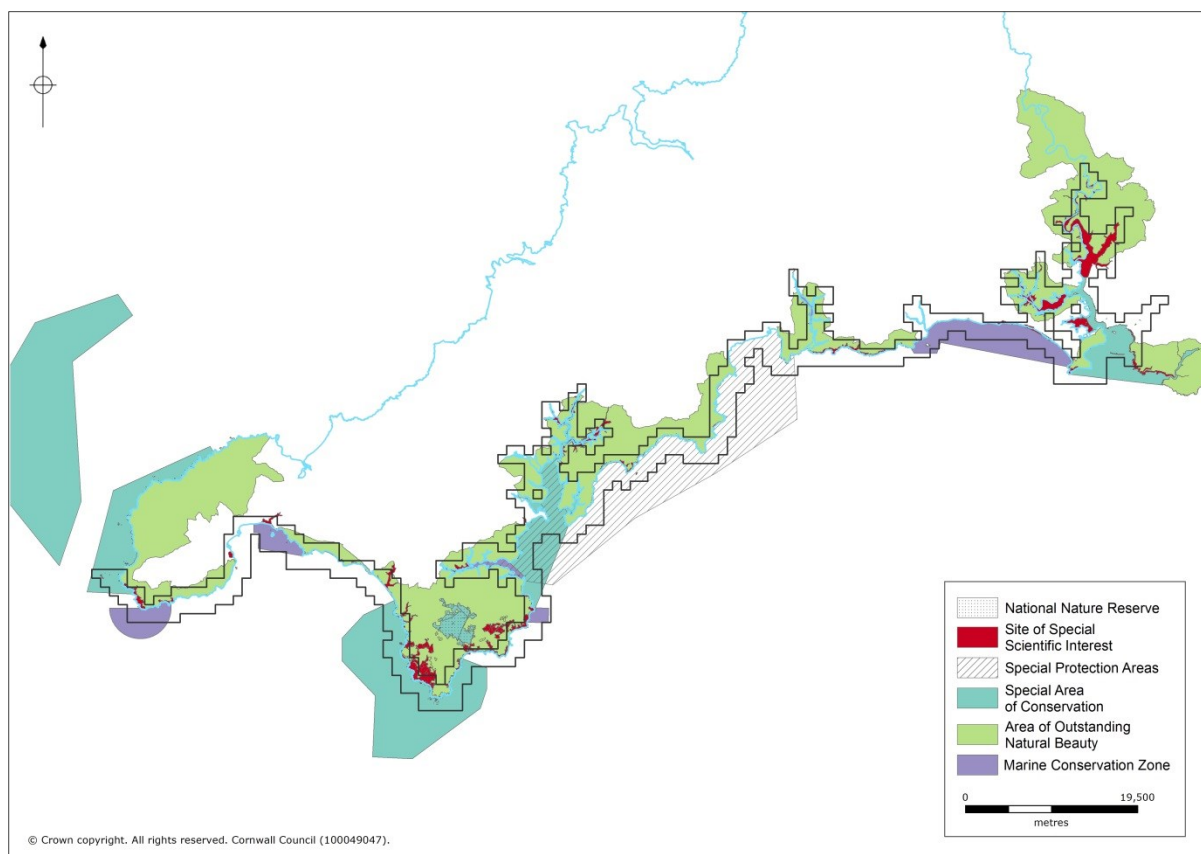 National Nature Reserve
Site of Special
Scientific Interest
Special Protection Areas
Special Area
of Conservation
Area of Outstanding
Natural Beauty
Marine Conservation Zone
0 19,500
metres
© Crown copyright. All rights reserved. Cornwall Council (100049047).